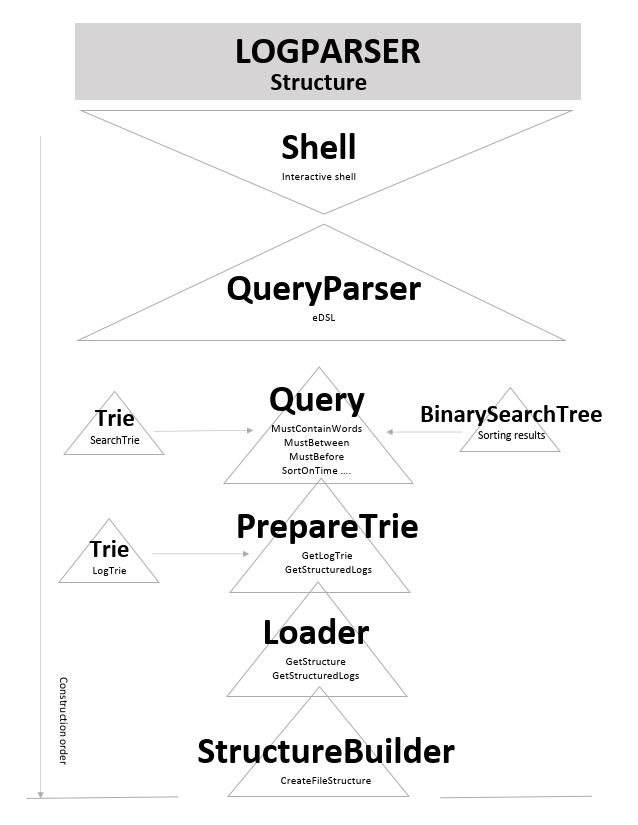 LOGPARSER
Structure
Shell
Interactive shell
QueryParser
eDSL
Query
MustContainWords
MustBetween
MustBefore
SortOnTime ....
Trie
SearchTrie
BinarySearchTree
Sorting results
PrepareTrie
GetLogTrie
GetStructuredLogs
Trie
LogTrie
Loader
GetStructure
GetStructuredLogs
StructureBuilder
CreateFileStructure
Construction order